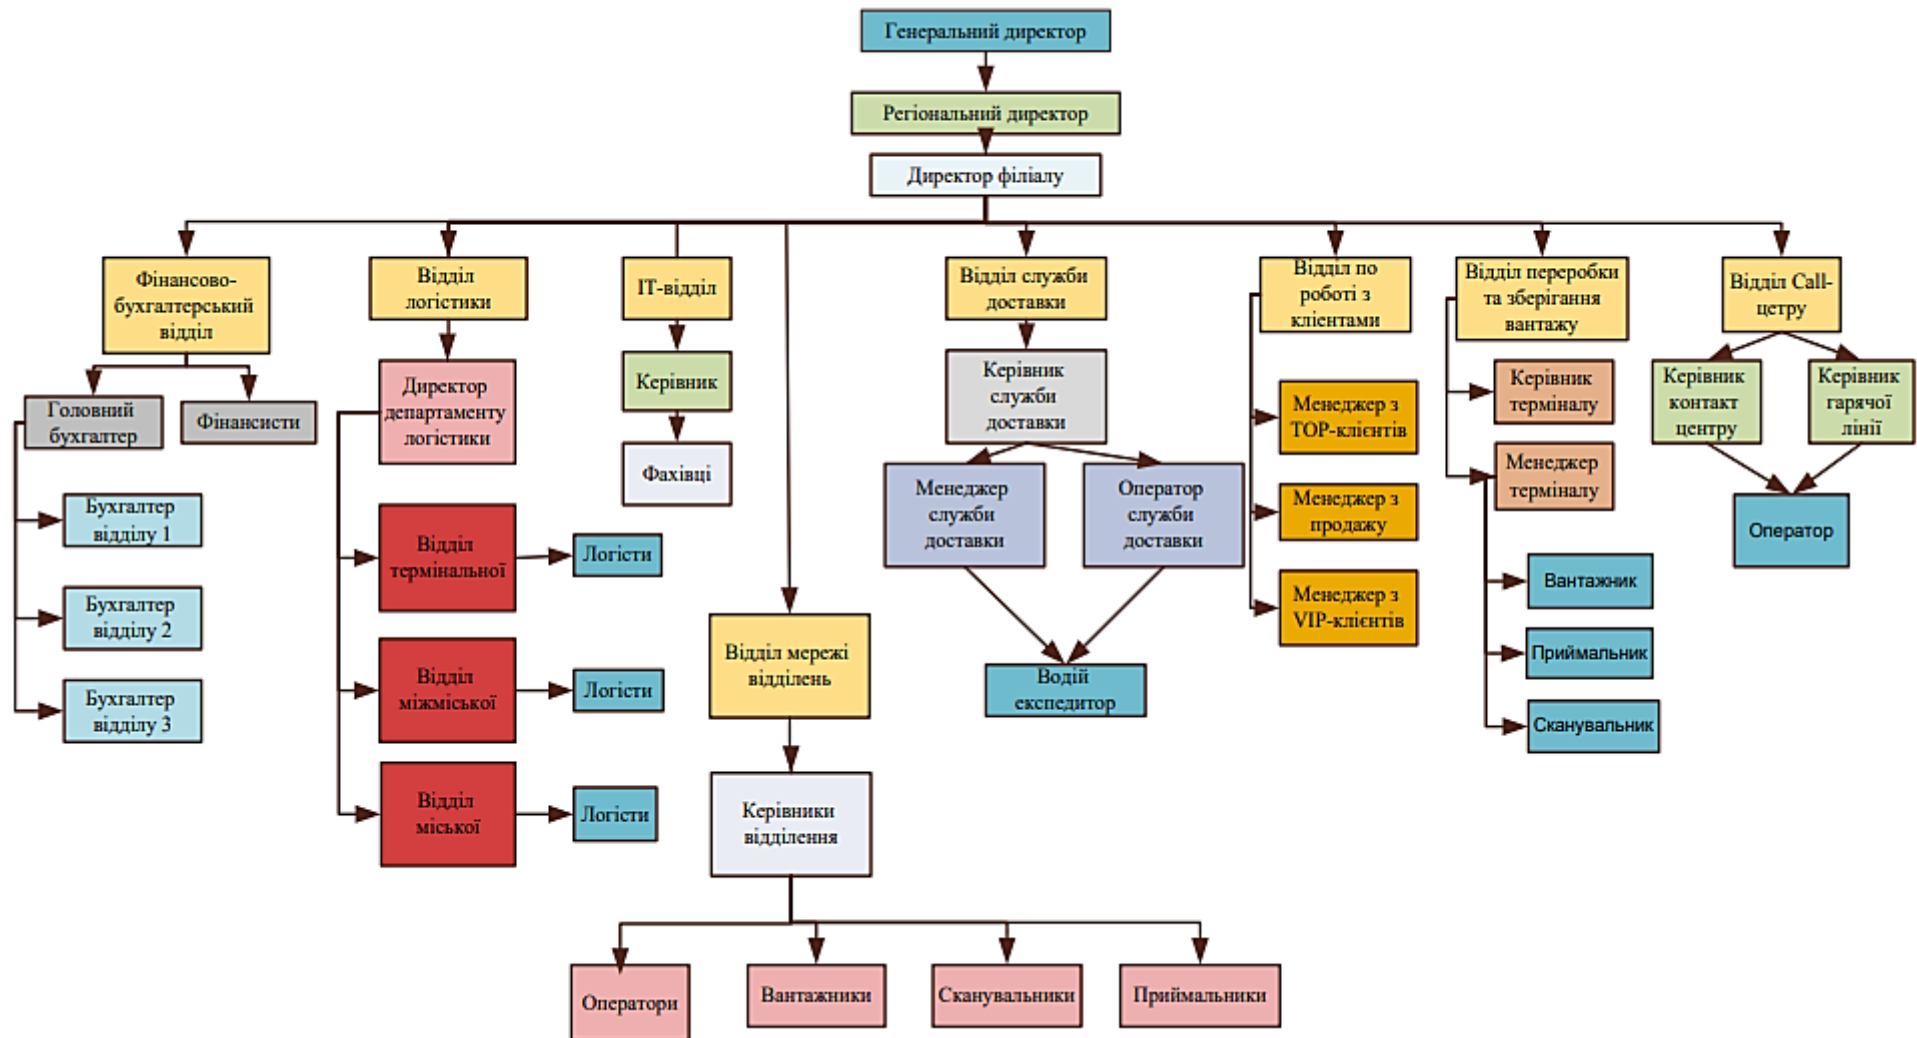 Генеральний директор
Регіональний директор
Директор філіалу
Фінансово-
бухгалтерський
відділ
Відділ
логістики
ІТ-відділ
Відділ служби
доставки
Відділ по
роботі з
кліентами
Відділ переробки
та зберігання
вантажу
Відділ Call-
цетру
Головний
бухгалтер
Фінансисти
Бухгалтер
відділу 1
Бухгалтер
відділу 2
Бухгалтер
відділу 3
Директор
департаменту
логістики
Відділ
термінальної
Логісти
Відділ
міжміської
Логісти
Відділ
міської
Логісти
Керівник
Фахівці
Відділ мережі
відділень
Керівники
відділення
Оператори
Вантажники
Сканувальники
Приймальники
Керівник
служби
доставки
Менеджер
служби
доставки
Оператор
служби
доставки
Водій
експедитор
Менеджер з
ТОР-клієнтів
Менеджер з
продажу
Менеджер з
VIP-клієнтів
Керівник
терміналу
Менеджер
терміналу
Вантажник
Приймальник
Сканувальник
Керівник
контакт
центру
Керівник
гарячої
лінії
Оператор